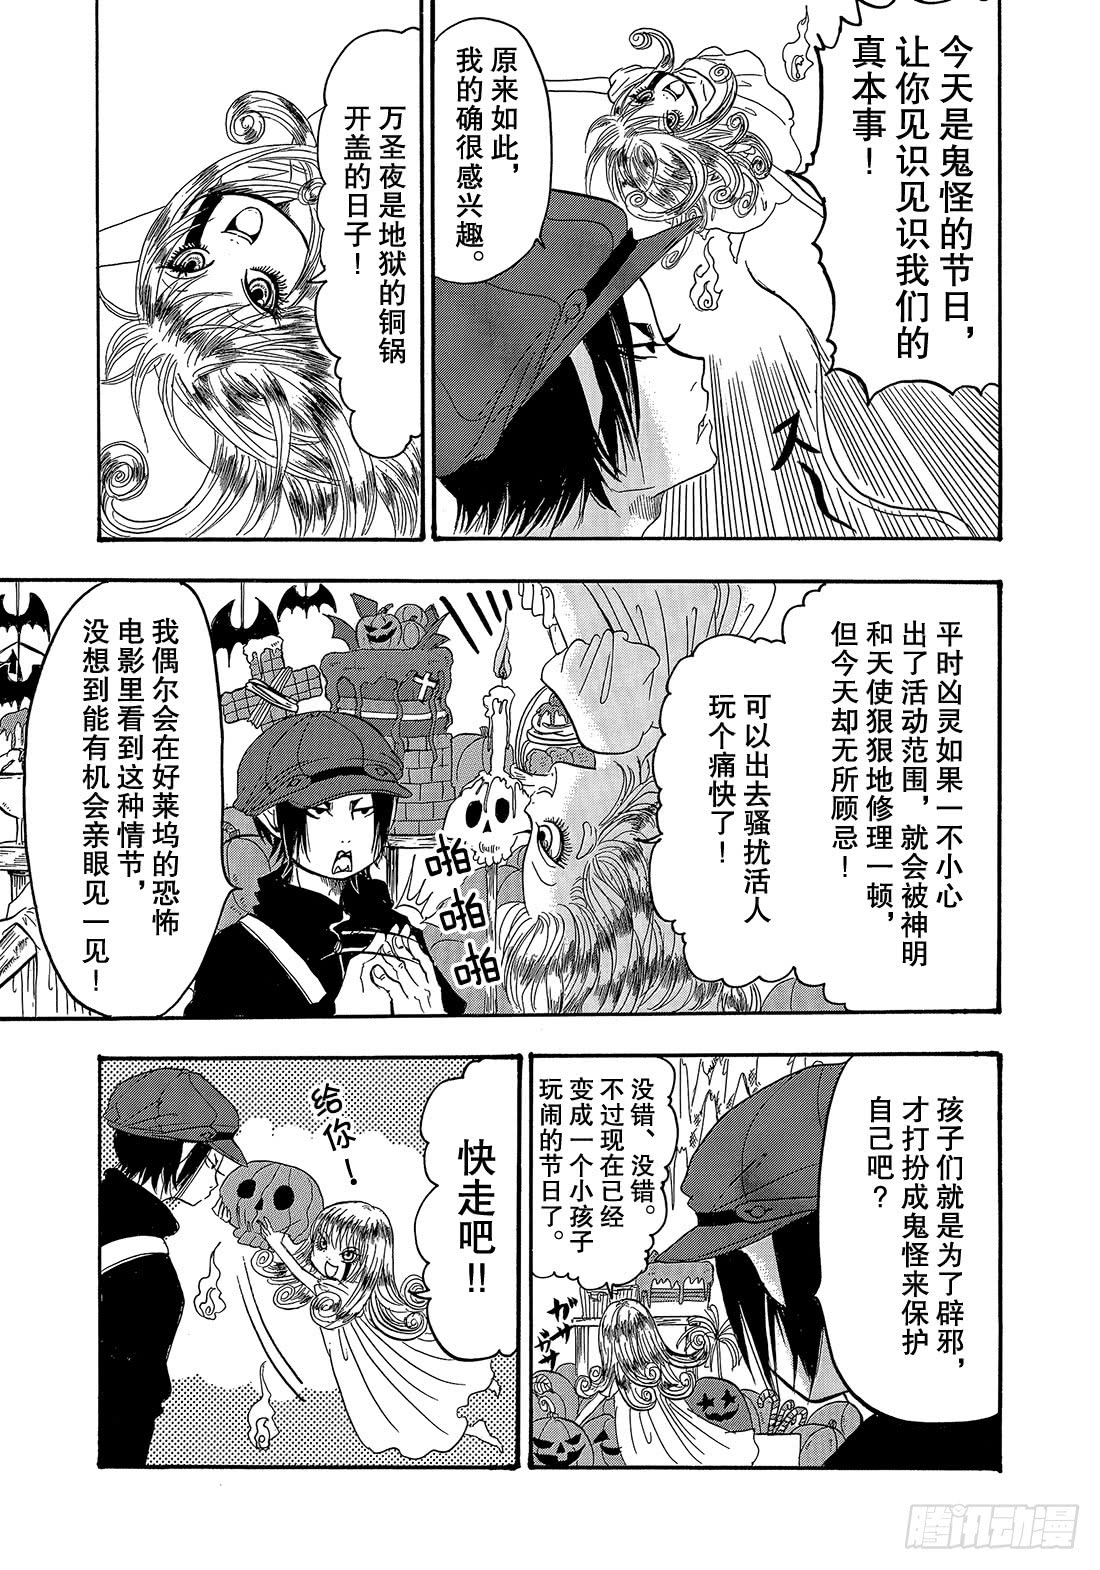 今天是鬼怪的节日，
让你见识见识我们的
真本事！
原来如此，
我的确很感兴趣。
ス
万圣夜是地狱的铜锅
开盖的日子！
平时凶灵如果一不小心
出了活动范围，就会被神明
和天使狠狠地修理一顿，
但今天却无所顾忌！
可以出去骚扰活人
玩个痛快了！
啪
啪
啪
我偶尔会在好莱坞的恐怖
电影里看到这种情节，
没想到能有机会亲眼见一见！
孩子们就是为了辟邪，
才打扮成鬼怪来保护
自己吧？
没错、没错。
不过现在已经
变成一个小孩子
玩闹的节日了。
ガサ
ガサ
快走吧!!
给你！
腾讯动漫